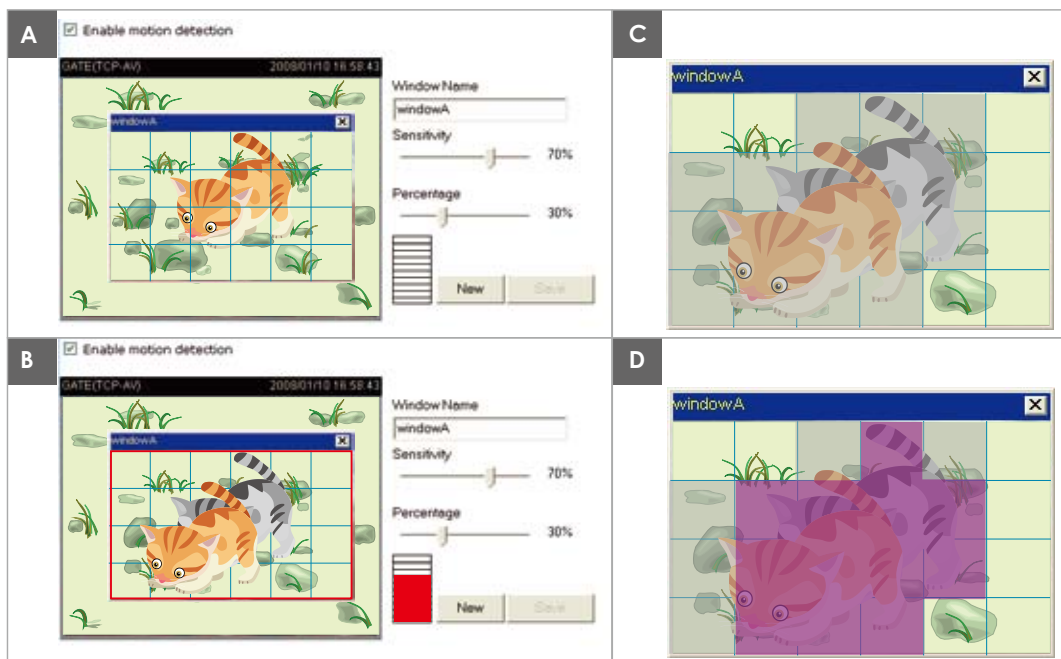 A
Enable motion detection
GATE(TCP-AV) 2008/01/10 16:58:43
windowA
Window Name
windowA
Sensitivity
70%
Percentage
30%
New Save
C
windowA
B
Enable motion detection
GATE(TCP-AV) 2008/01/10 16:58:43
windowA
Window Name
windowA
Sensitivity
70%
Percentage
30%
New Save
D
windowA